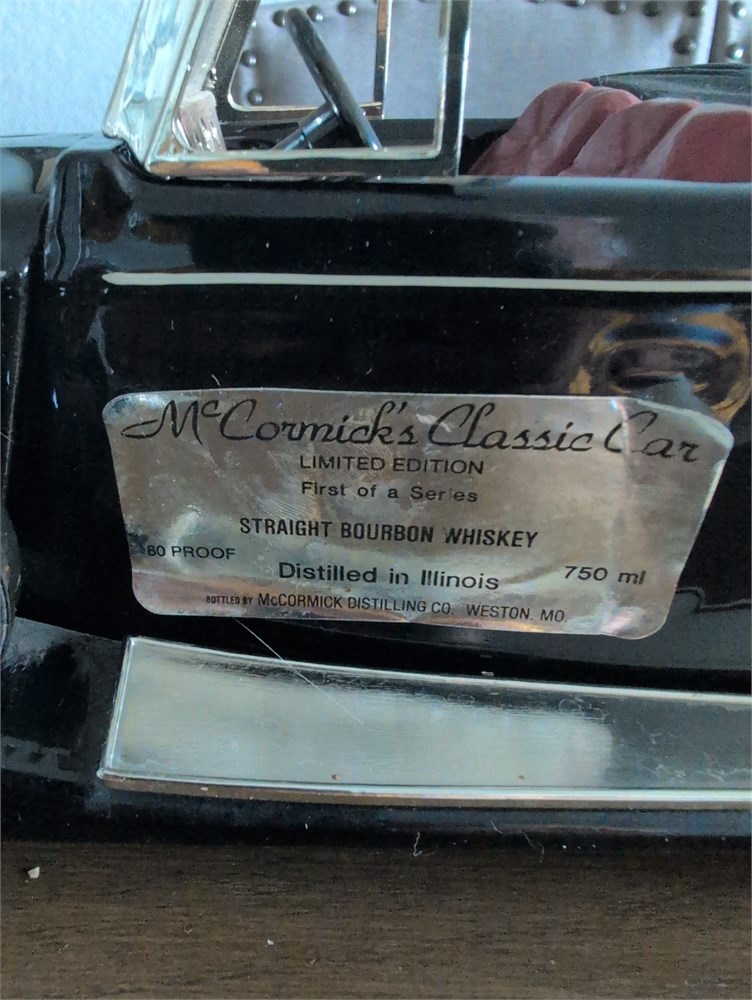 McCormick's Classic Car
LIMITED EDITION
First of a Series
STRAIGHT BOURBON WHISKEY
80 PROOF
Distilled in Illinois
750 ml
BOTTLED BY McCORMICK DISTILLING CO. WESTON, MO.